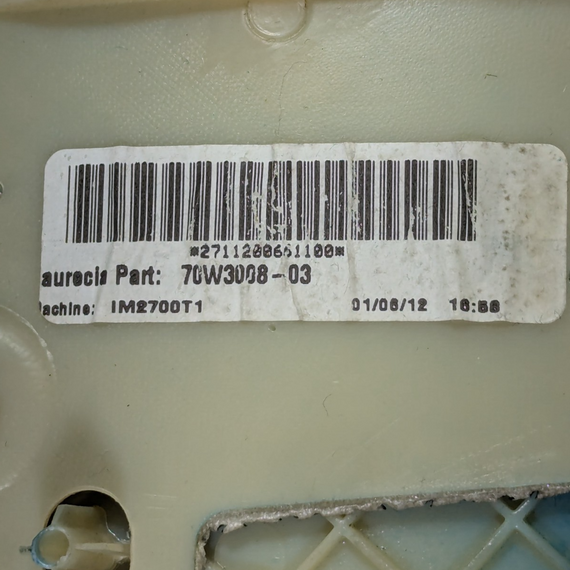 *2711200661100*
aurecia Part: 70W3008-03
achine: IM2700T1 01/06/12 16:56